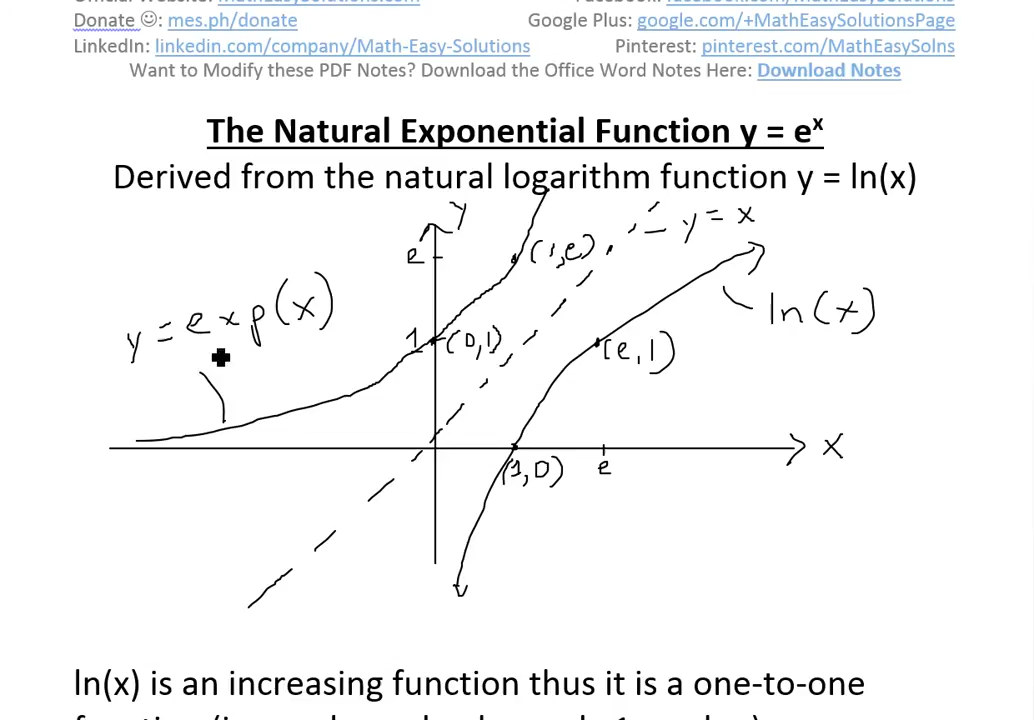 Donate ☺: mes.ph/donate Google Plus: google.com/+MathEasySolutionsPage
LinkedIn: linkedin.com/company/Math-Easy-Solutions Pinterest: pinterest.com/MathEasySolns
Want to Modify these PDF Notes? Download the Office Word Notes Here: Download Notes
The Natural Exponential Function y = eˣ
Derived from the natural logarithm function y = ln(x)
y
y = x
e (1,e)
y = exp(x)
ln(x)
1 (0,1)
(e,1)
x
(1,0) e
ln(x) is an increasing function thus it is a one-to-one